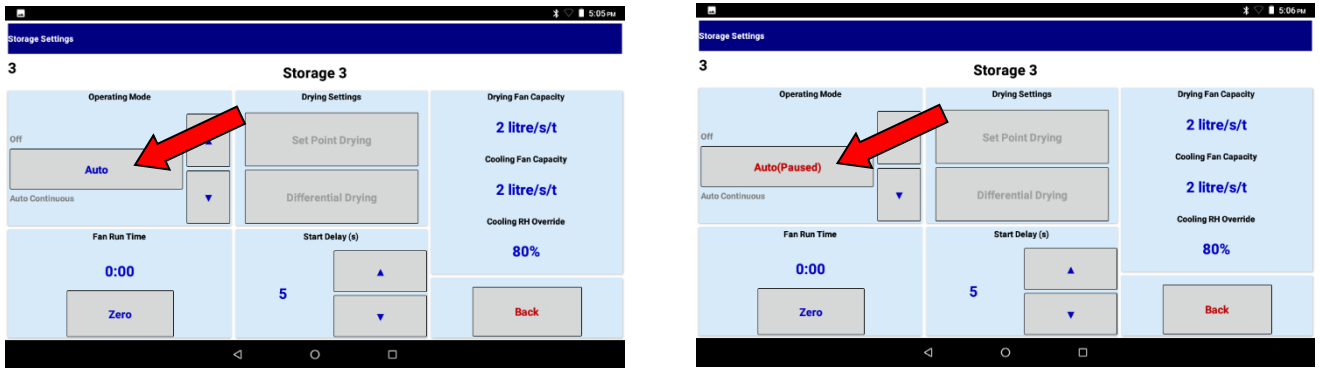 5:05 PM
Storage Settings
3
Storage 3
Operating Mode
Off
Auto
Auto Continuous
Drying Settings
Set Point Drying
Differential Drying
Drying Fan Capacity
2 litre/s/t
Cooling Fan Capacity
2 litre/s/t
Cooling RH Override
80%
Fan Run Time
0:00
Zero
Start Delay (s)
5
Back
5:06 PM
Storage Settings
3
Storage 3
Operating Mode
Off
Auto(Paused)
Auto Continuous
Drying Settings
Set Point Drying
Differential Drying
Drying Fan Capacity
2 litre/s/t
Cooling Fan Capacity
2 litre/s/t
Cooling RH Override
80%
Fan Run Time
0:00
Zero
Start Delay (s)
5
Back